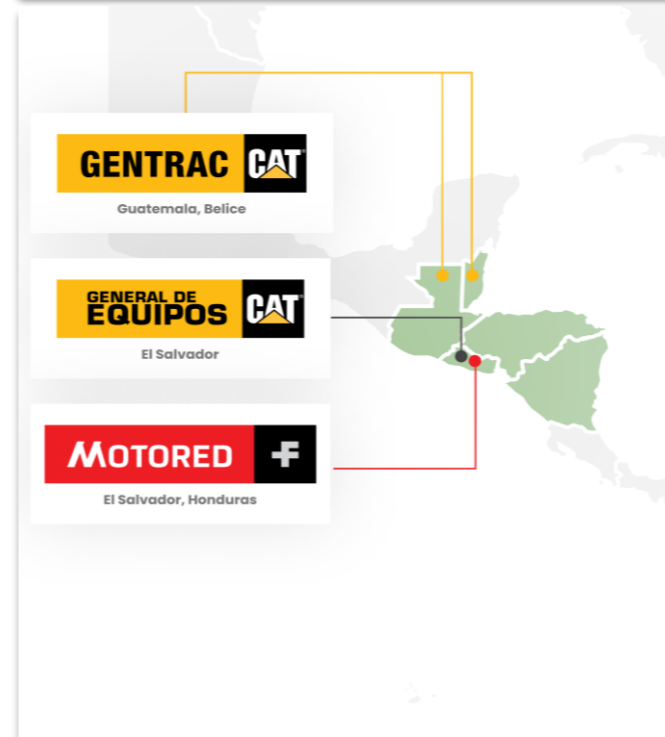 GENTRAC CAT
Guatemala, Belice
GENERAL DE
EQUIPOS CAT
El Salvador
MOTORED F
El Salvador, Honduras